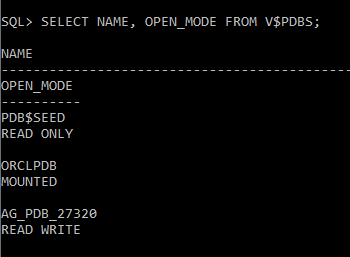 SQL> SELECT NAME, OPEN_MODE FROM V$PDBS;
NAME
--------------------------------------------
OPEN_MODE
----------
PDB$SEED
READ ONLY
ORCLPDB
MOUNTED
AG_PDB_27320
READ WRITE